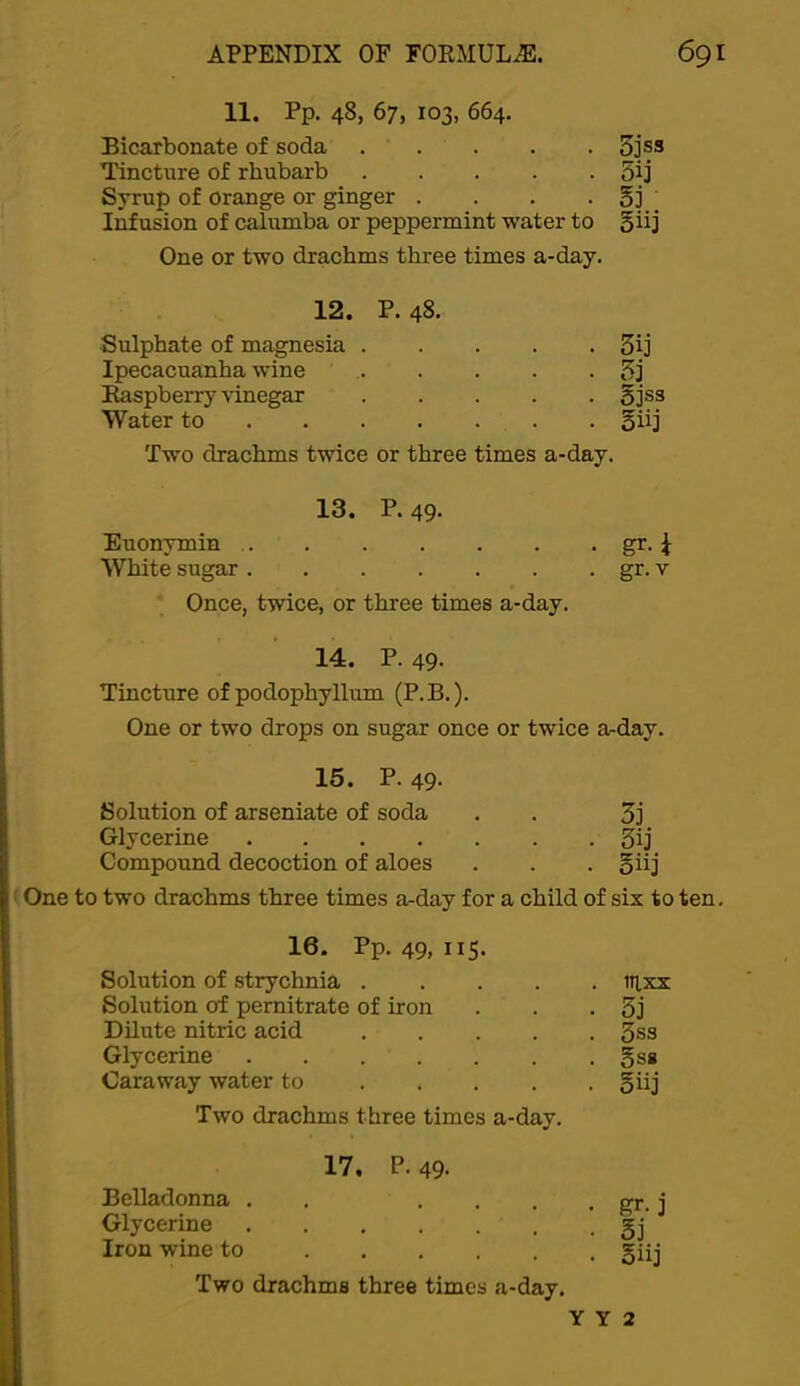 APPENDIX OF FORMULÆ. 691
11. Pp. 48, 67, 103, 664.
Bicarbonate of soda . . . . . ʒjss
Tincture of rhubarb . . . . . ʒij
Syrup of orange or ginger . . . . ℥j
Infusion of calumba or peppermint water to ℥iij
One or two drachms three times a-day.
12. P. 48.
Sulphate of magnesia . . . . . ʒij
Ipecacuanha wine . . . . . ʒj
Raspberry vinegar . . . . . ℥jss
Water to . . . . . . . ℥iij
Two drachms twice or three times a-day.
13. P. 49.
Euonymin . . . . . . . gr. ¼
White sugar . . . . . . . gr. v
Once, twice, or three times a-day.
14. P. 49.
Tincture of podophyllum (P.B.).
One or two drops on sugar once or twice a-day.
15. P. 49.
Solution of arseniate of soda . . ʒj
Glycerine . . . . . . . ʒij
Compound decoction of aloes . . . ℥iij
One to two drachms three times a-day for a child of six to ten.
16. Pp. 49, 115.
Solution of strychnia . . . . . ♏xx
Solution of pernitrate of iron . . . ʒj
Dilute nitric acid . . . . . ʒss
Glycerine . . . . . . . ℥ss
Caraway water to . . . . . ℥iij
Two drachms three times a-day.
17. P. 49.
Belladonna . . . . . . gr. j
Glycerine . . . . . . . ℥j
Iron wine to . . . . . . ℥iij
Two drachms three times a-day.
Y Y 2